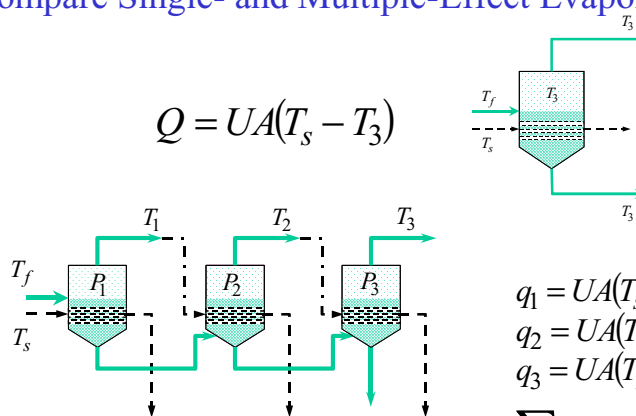 ompare Single- and Multiple-Effect Evapo
T3
Q = UA(Ts − T3)
Tf
T3
Ts
T3
T1
T2
T3
Tf
P1
P2
P3
Ts
q1 = UA(Ts
q2 = UA(T
q3 = UA(T